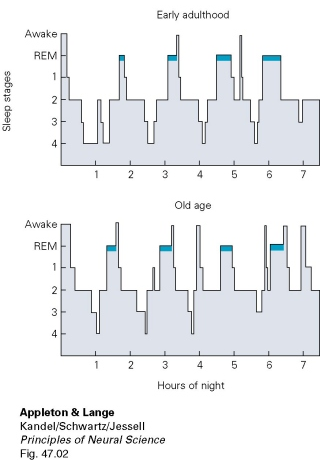 Early adulthood
Sleep stages
Awake
REM
1
2
3
4
1 2 3 4 5 6 7
Old age
Awake
REM
1
2
3
4
1 2 3 4 5 6 7
Hours of night
Appleton & Lange
Kandel/Schwartz/Jessell
Principles of Neural Science
Fig. 47.02